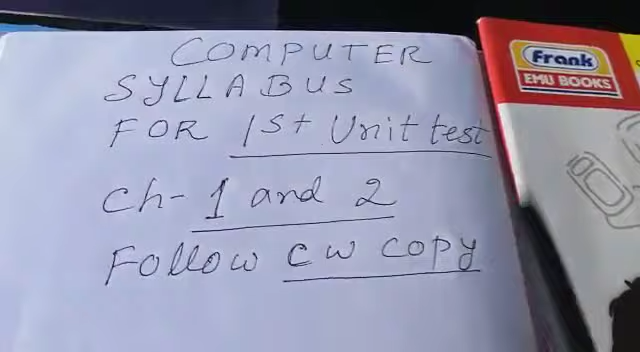 COMPUTER
SYLLABUS
FOR 1st Unit test
Ch- 1 and 2
Follow CW copy
Frank
EMU BOOKS